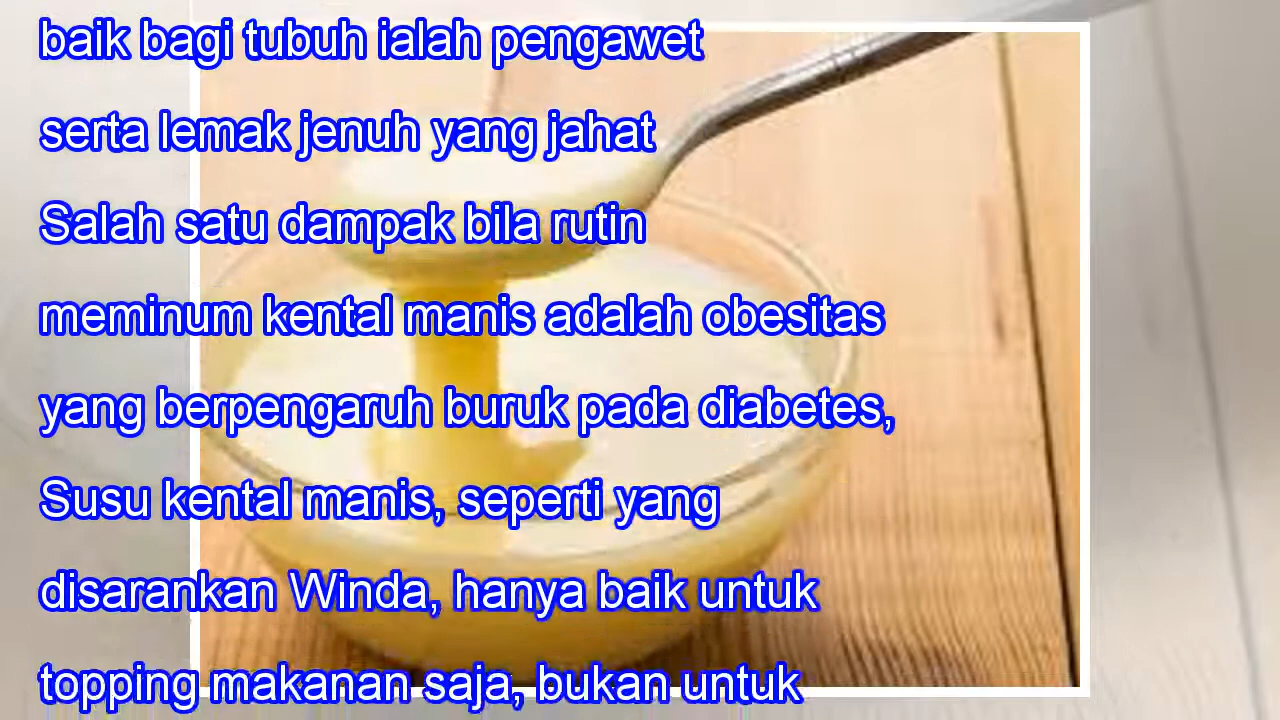 baik bagi tubuh ialah pengawet
serta lemak jenuh yang jahat
Salah satu dampak bila rutin
meminum kental manis adalah obesitas
yang berpengaruh buruk pada diabetes,
Susu kental manis, seperti yang
disarankan Winda, hanya baik untuk
topping makanan saja, bukan untuk